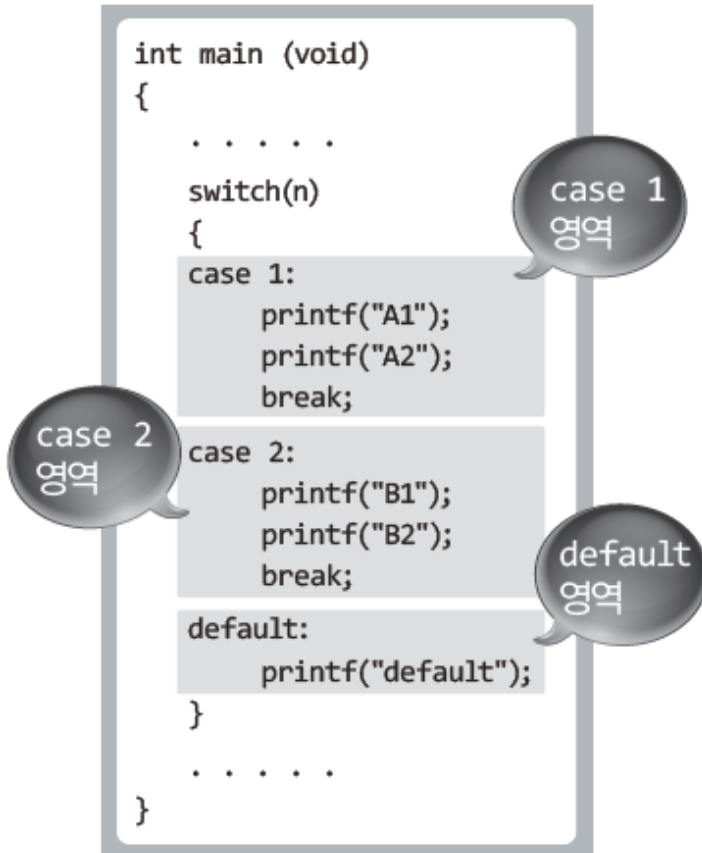 int main (void)
{
. . . . .
switch(n)
{
case 1
영역
case 1:
printf("A1");
printf("A2");
break;
case 2
영역
case 2:
printf("B1");
printf("B2");
break;
default
영역
default:
printf("default");
}
. . . . .
}